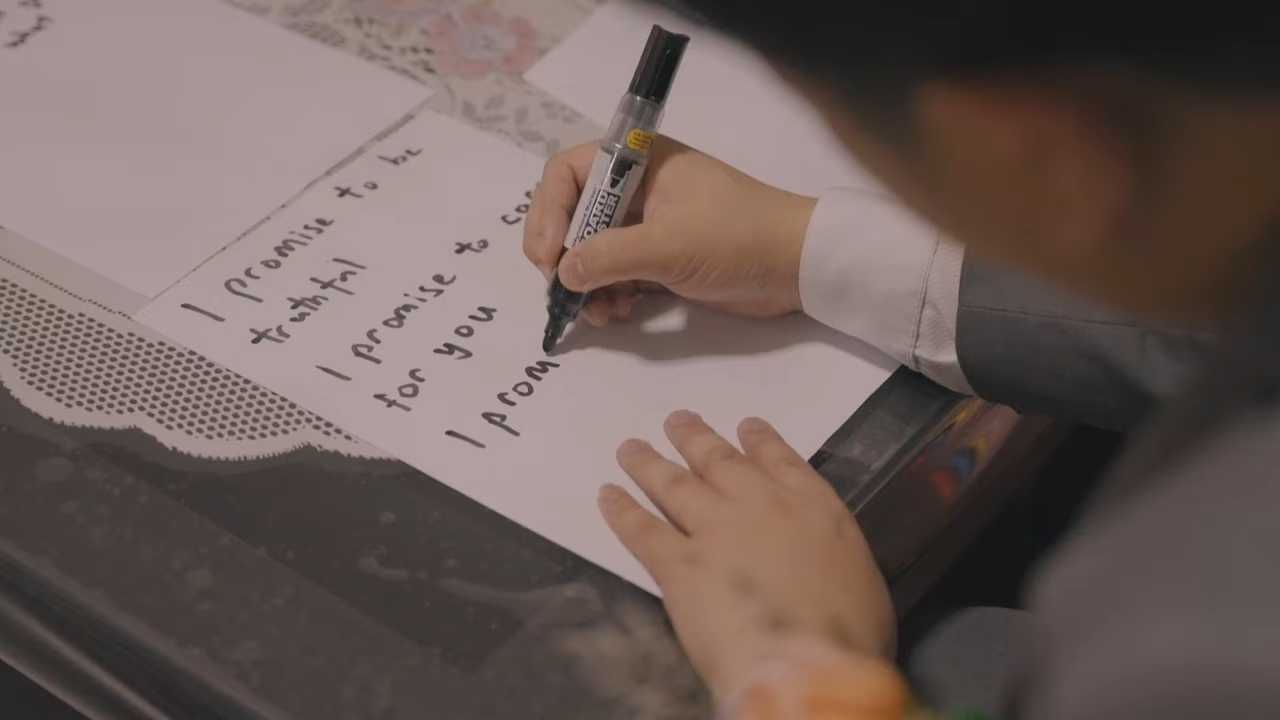 I promise to be
truthful
I promise to
for you
I prom